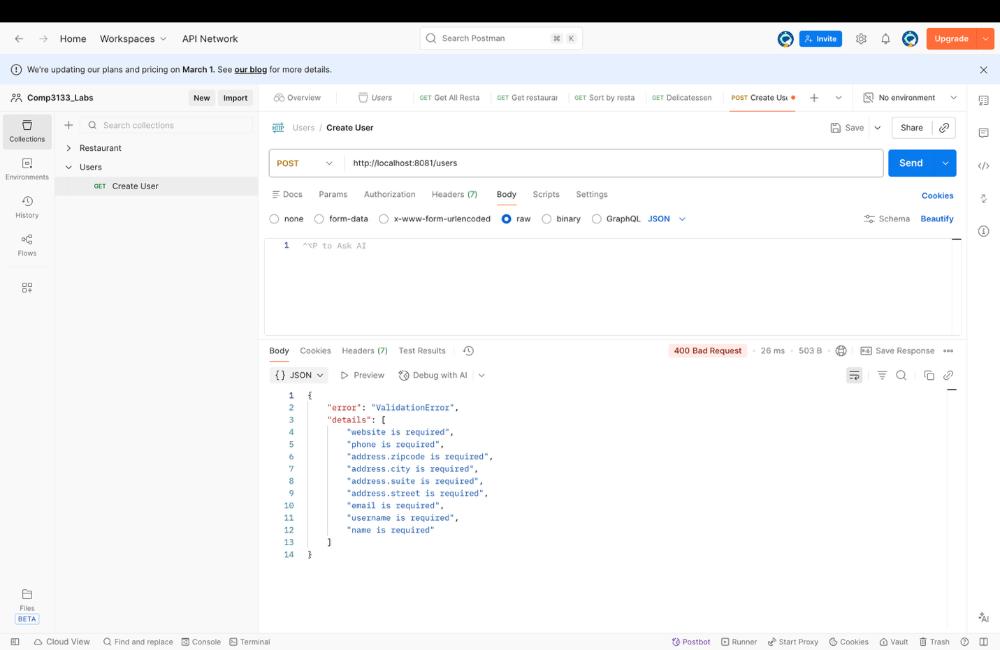 Home Workspaces API Network Search Postman ⌘ K Invite Upgrade
We're updating our plans and pricing on March 1. See our blog for more details.
Comp3133_Labs New Import
Overview Users GET Get All Resta GET Get restaurar GET Sort by resta GET Delicatessen POST Create Use No environment
Collections
Environments
History
Flows
Files
BETA
Search collections
Restaurant
Users
GET Create User
HTTP Users / Create User Save Share
POST http://localhost:8081/users Send
Docs Params Authorization Headers (7) Body Scripts Settings Cookies
none form-data x-www-form-urlencoded raw binary GraphQL JSON Schema Beautify
1 ^⌥P to Ask AI
Body Cookies Headers (7) Test Results 400 Bad Request 26 ms 503 B e.g. Save Response
{} JSON Preview Debug with AI
1 {
2 "error": "ValidationError",
3 "details": [
4 "website is required",
5 "phone is required",
6 "address.zipcode is required",
7 "address.city is required",
8 "address.suite is required",
9 "address.street is required",
10 "email is required",
11 "username is required",
12 "name is required"
13 ]
14 }
AI
Cloud View Find and replace Console Terminal Postbot Runner Start Proxy Cookies Vault Trash